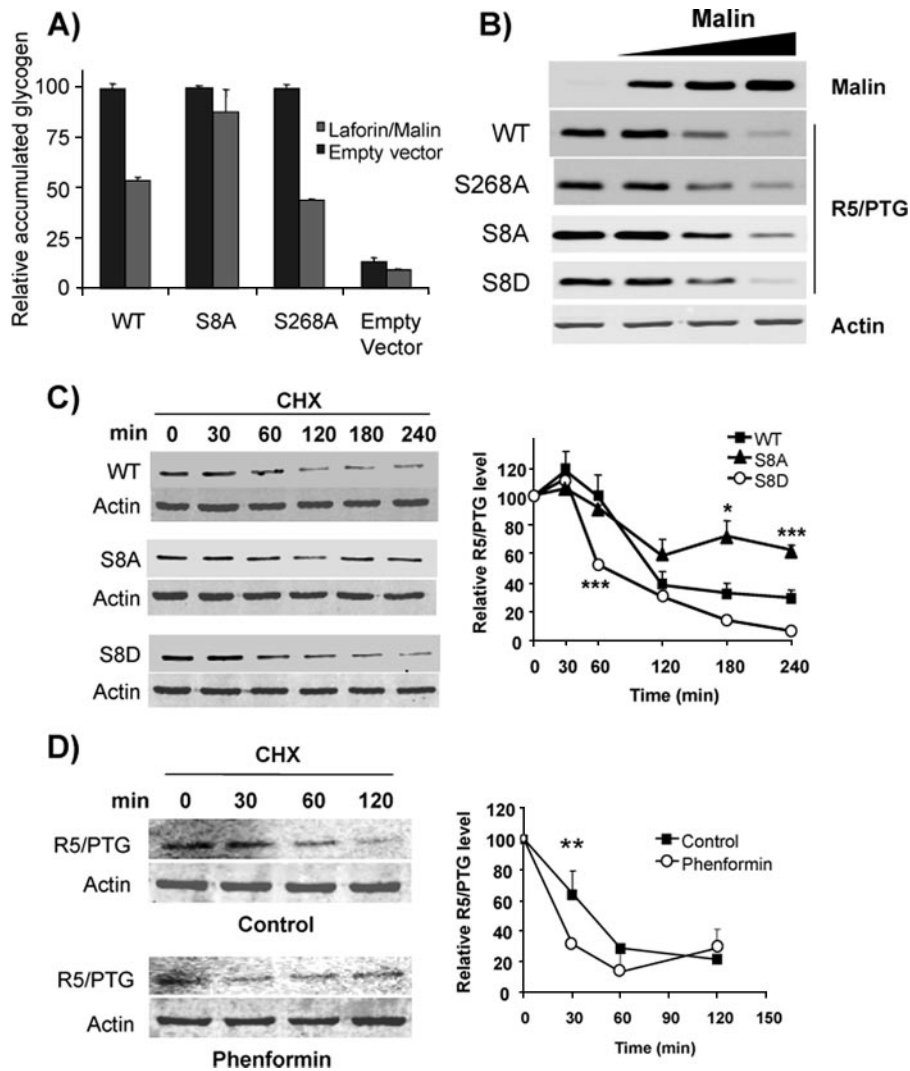 A)
Relative accumulated glycogen
100
75
50
25
0
Laforin/Malin
Empty vector
WT
S8A
S268A
Empty
Vector
B)
Malin
Malin
WT
S268A
S8A
S8D
R5/PTG
Actin
C)
CHX
min 0 30 60 120 180 240
WT
Actin
S8A
Actin
S8D
Actin
Relative R5/PTG level
120
100
80
60
40
20
0
WT
S8A
S8D
*
***
***
0 30 60 120 180 240
Time (min)
D)
CHX
min 0 30 60 120
R5/PTG
Actin
Control
R5/PTG
Actin
Phenformin
Relative R5/PTG level
120
100
80
60
40
20
0
**
Control
Phenformin
0 30 60 90 120 150
Time (min)